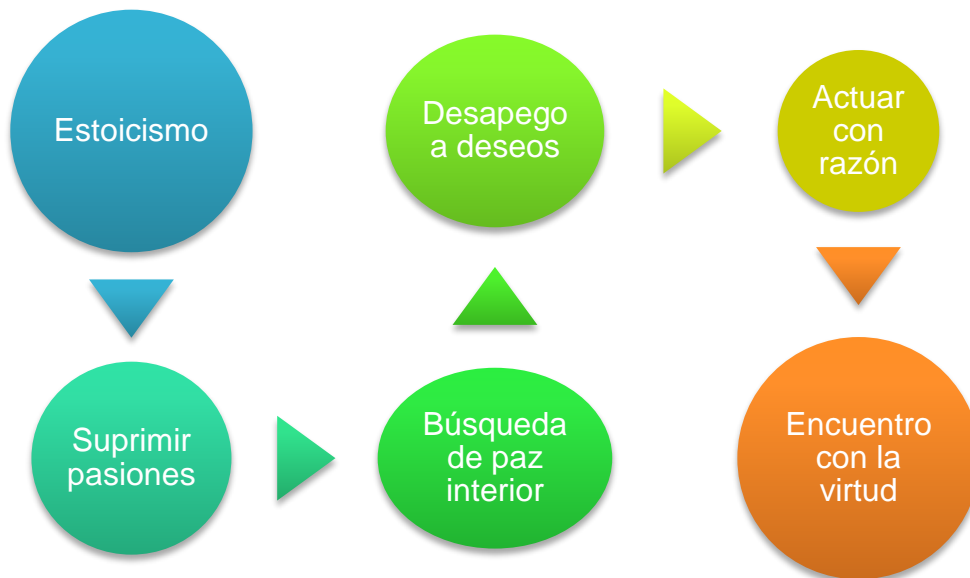 Estoicismo
Suprimir
pasiones
Búsqueda
de paz
interior
Desapego
a deseos
Actuar
con
razón
Encuentro
con la
virtud